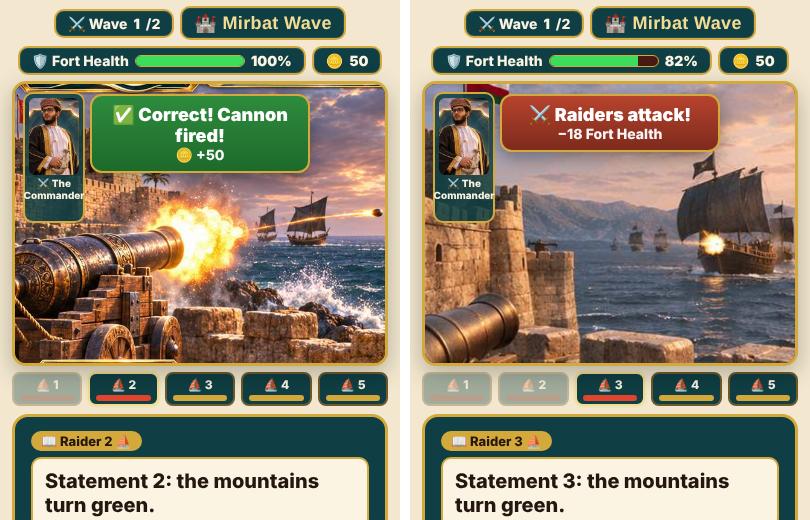 ⚔️ Wave 1 /2
🏰 Mirbat Wave
🛡️ Fort Health 100%
🪙 50
✅ Correct! Cannon
fired!
🪙 +50
⚔️ The
Commander
⛵ 1
⛵ 2
⛵ 3
⛵ 4
⛵ 5
📖 Raider 2 ⛵
Statement 2: the mountains
turn green.
⚔️ Wave 1 /2
🏰 Mirbat Wave
🛡️ Fort Health 82%
🪙 50
⚔️ Raiders attack!
−18 Fort Health
⚔️ The
Commander
⛵ 1
⛵ 2
⛵ 3
⛵ 4
⛵ 5
📖 Raider 3 ⛵
Statement 3: the mountains
turn green.